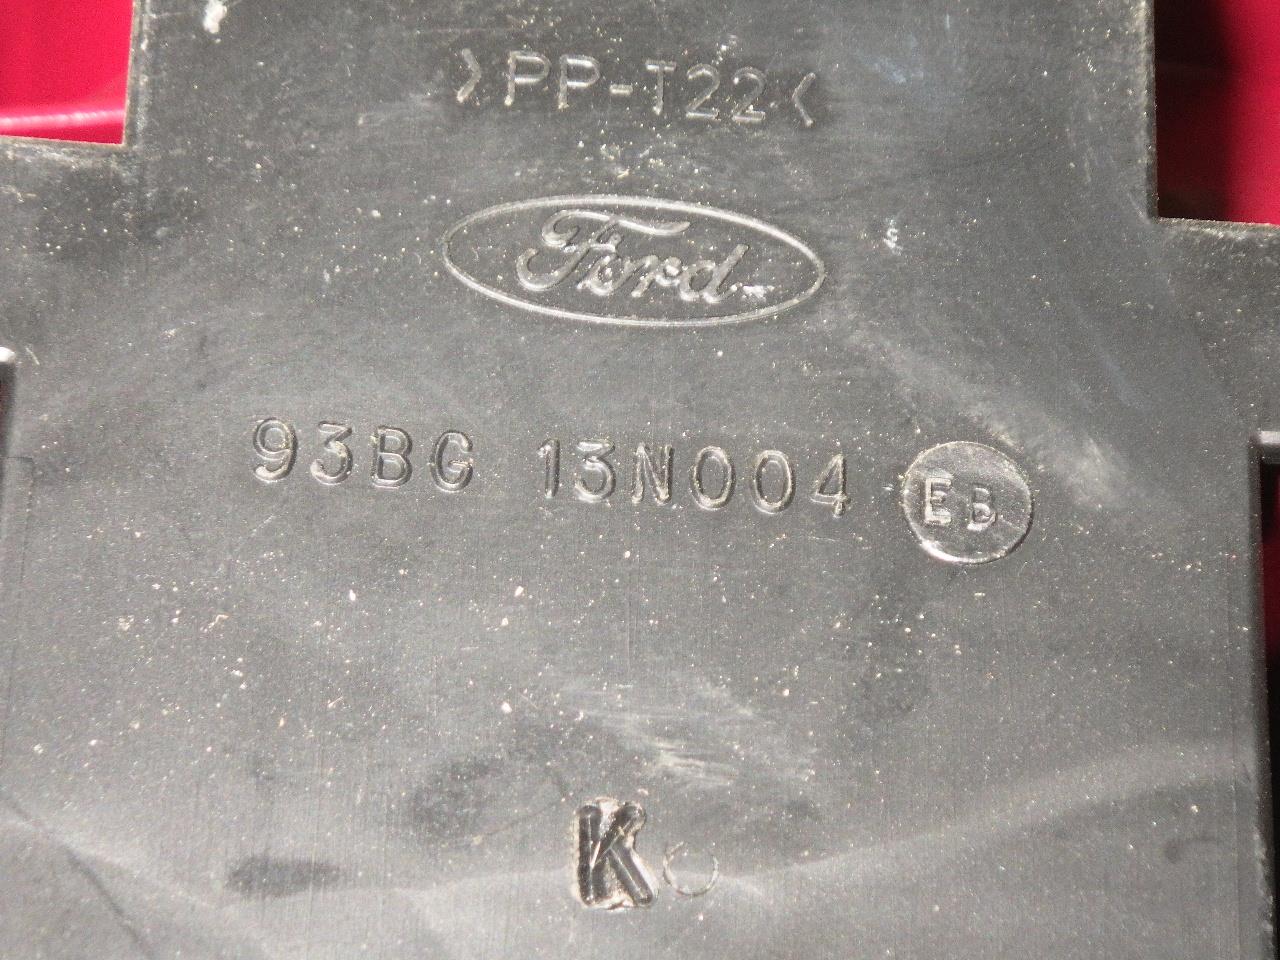 >PP-T22<
Ford
93BG 13N004 EB
K